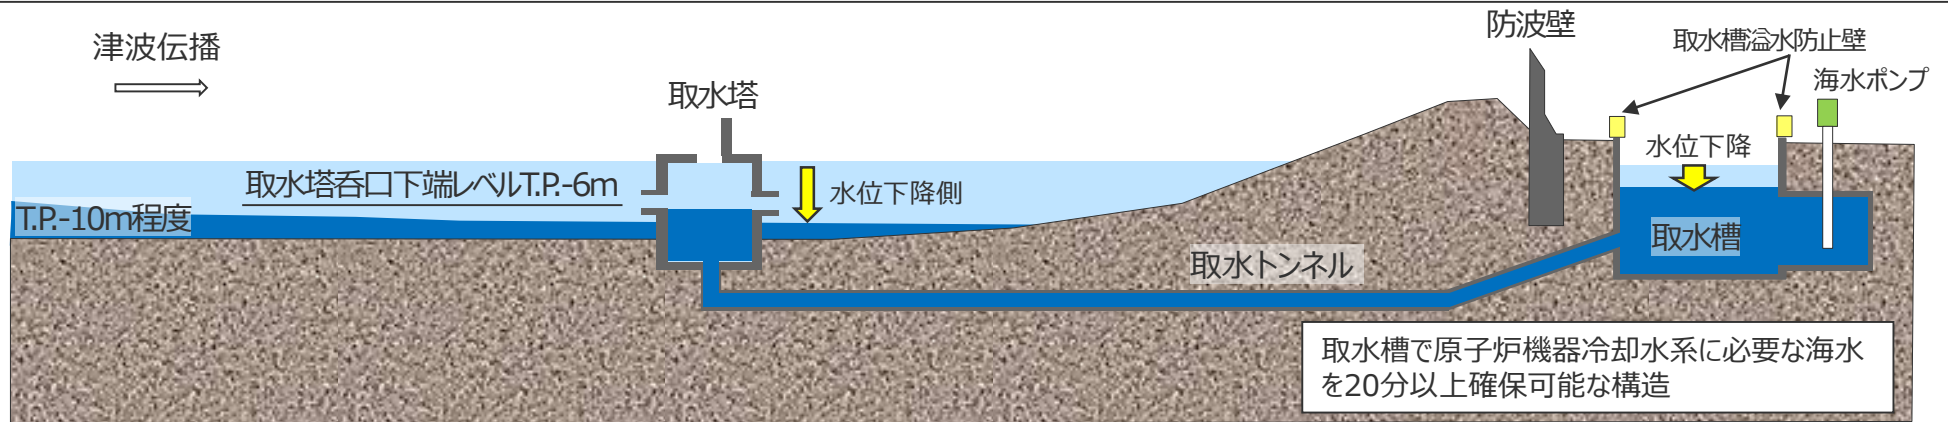 津波伝播
取水塔
防波壁
取水槽溢水防止壁
海水ポンプ
水位下降
取水塔呑口下端レベルT.P.-6m
水位下降側
T.P.-10m程度
取水槽
取水トンネル
取水槽で原子炉機器冷却水系に必要な海水
を20分以上確保可能な構造